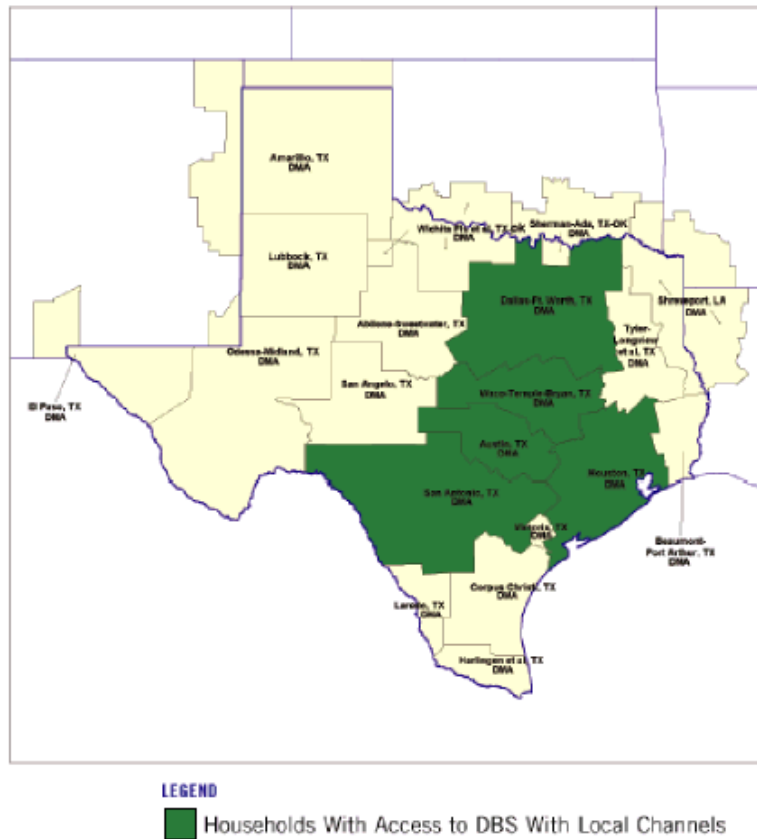 Amarillo, TX
DMA
Wichita Fls et al, TX-OK
DMA
Sherman-Ada, TX-OK
DMA
Lubbock, TX
DMA
Dallas-Ft. Worth, TX
DMA
Shreveport, LA
DMA
Abilene-Sweetwater, TX
DMA
Tyler-
Longview
et al, TX
DMA
Odessa-Midland, TX
DMA
San Angelo, TX
DMA
Waco-Temple-Bryan, TX
DMA
El Paso, TX
DMA
Austin, TX
DMA
Houston, TX
DMA
San Antonio, TX
DMA
Victoria, TX
DMA
Beaumont-
Port Arthur, TX
DMA
Corpus Christi, TX
DMA
Laredo, TX
DMA
Harlingen et al, TX
DMA
LEGEND
Households With Access to DBS With Local Channels